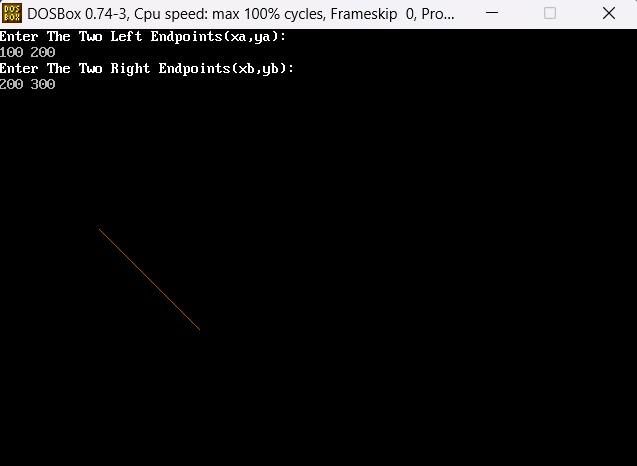 DOS
BOX
DOSBox 0.74-3, Cpu speed: max 100% cycles, Frameskip  0, Pro...
Enter The Two Left Endpoints(xa,ya):
100 200
Enter The Two Right Endpoints(xb,yb):
200 300